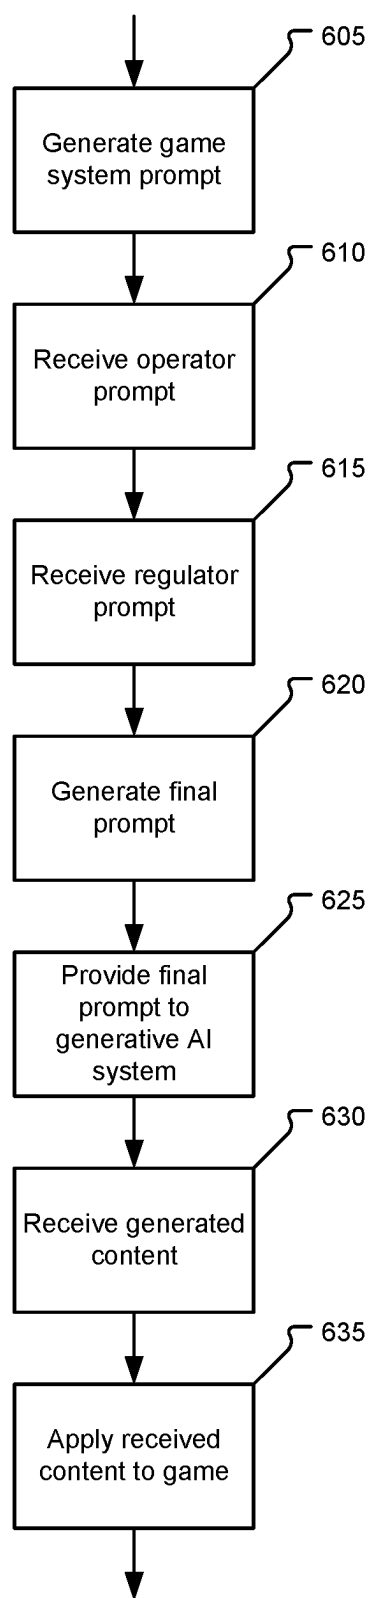 605
Generate game
system prompt
610
Receive operator
prompt
615
Receive regulator
prompt
620
Generate final
prompt
625
Provide final
prompt to
generative AI
system
630
Receive generated
content
635
Apply received
content to game